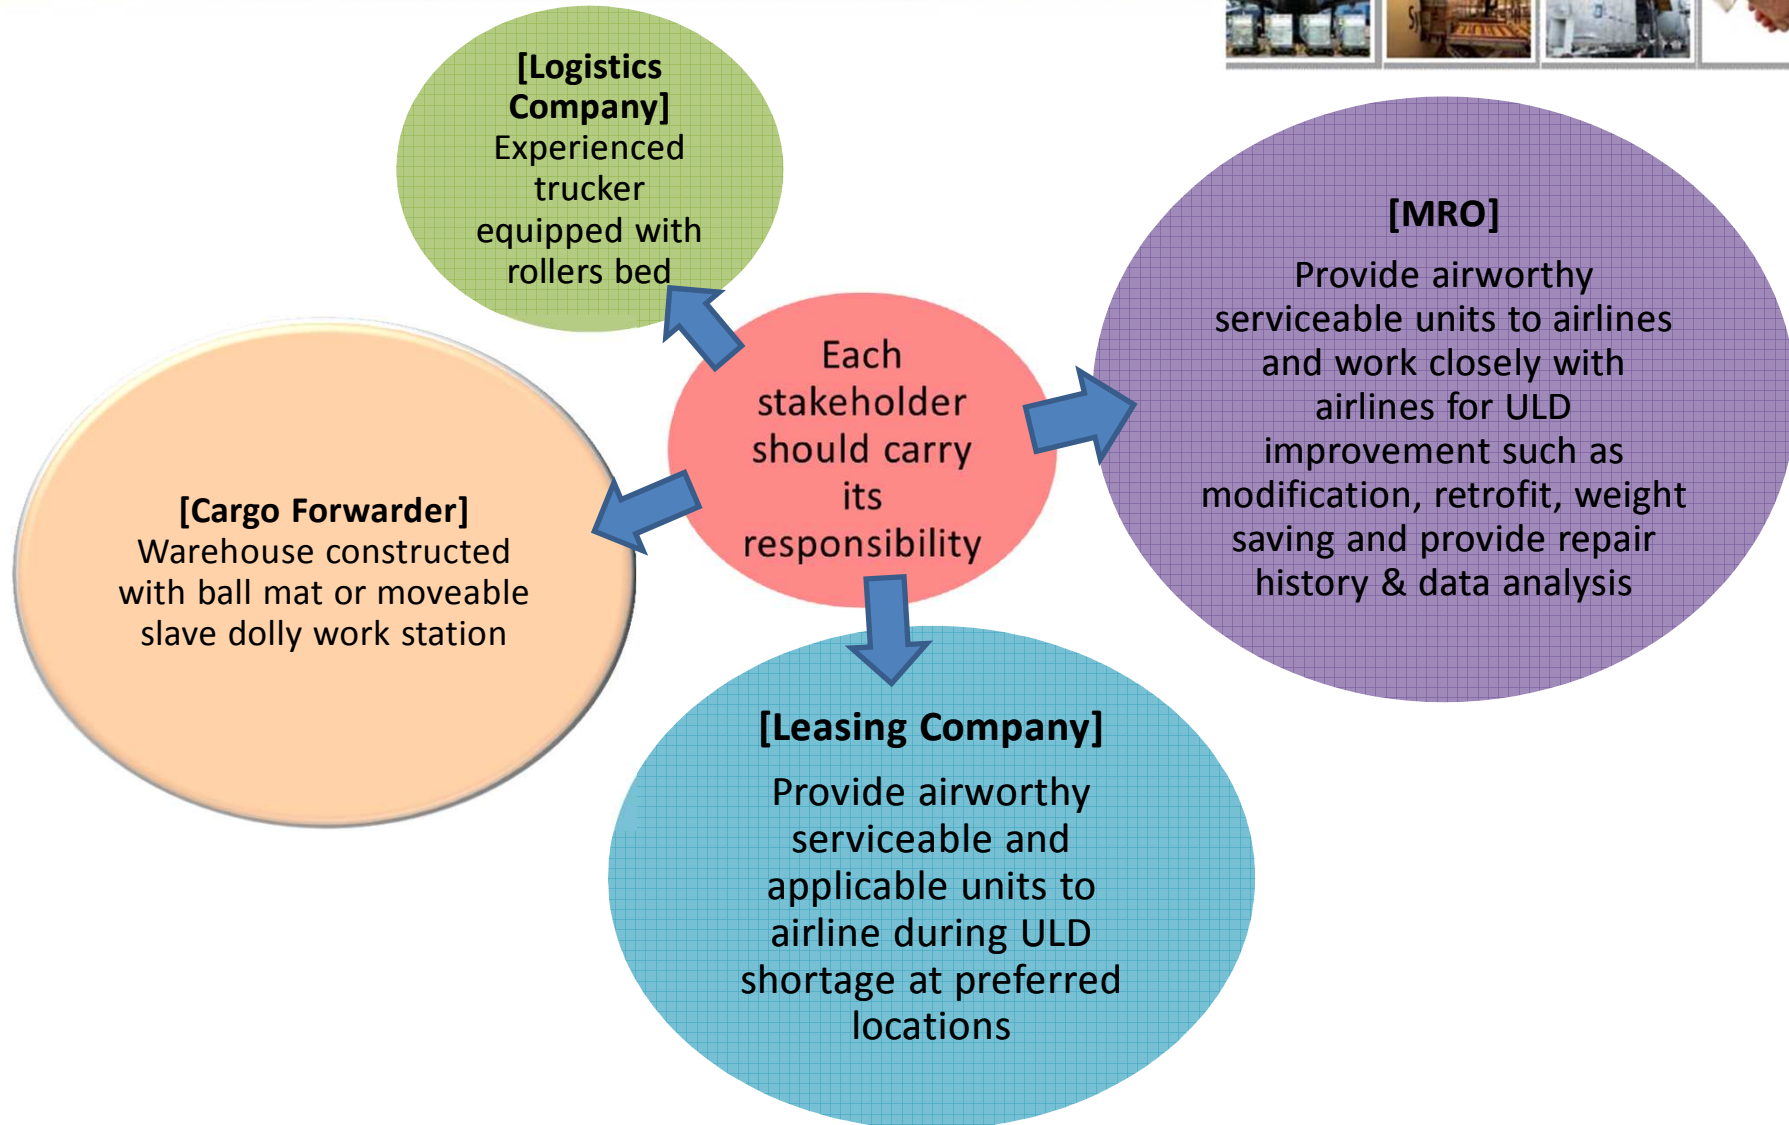 [Logistics
Company]
Experienced
trucker
equipped with
rollers bed
[MRO]
Provide airworthy
serviceable units to airlines
and work closely with
airlines for ULD
improvement such as
modification, retrofit, weight
saving and provide repair
history & data analysis
Each
stakeholder
should carry
its
responsibility
[Cargo Forwarder]
Warehouse constructed
with ball mat or moveable
slave dolly work station
[Leasing Company]
Provide airworthy
serviceable and
applicable units to
airline during ULD
shortage at preferred
locations